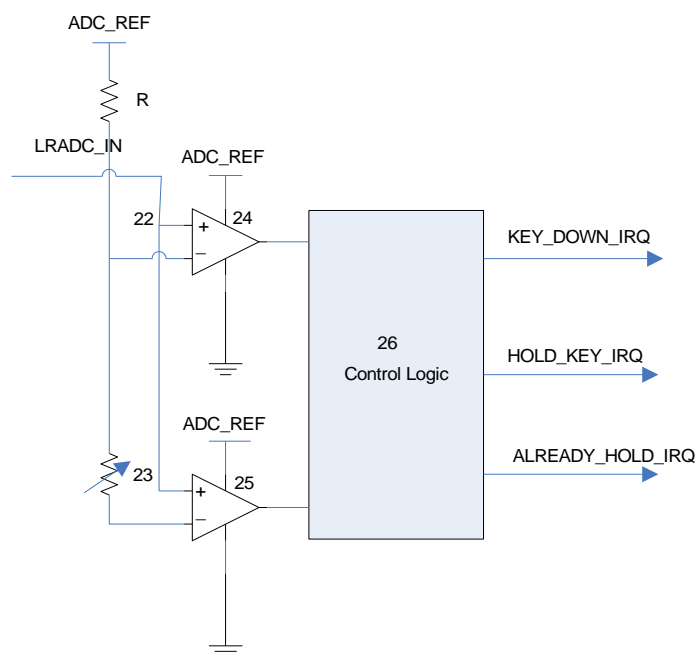 ADC_REF
R
LRADC_IN
ADC_REF
22
24
+
−
KEY_DOWN_IRQ
26
Control Logic
HOLD_KEY_IRQ
ADC_REF
ALREADY_HOLD_IRQ
23
25
+
−